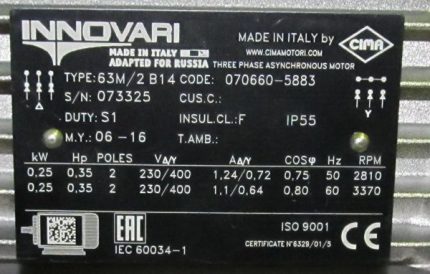 INNOVARI
MADE IN ITALY by CIMA
WWW.CIMAMOTORI.COM
MADE IN ITALY
ADAPTED FOR RUSSIA
THREE PHASE ASYNCHRONOUS MOTOR
TYPE: 63M/2 B14 CODE: 070660-5883
S/N: 073325 CUS.C.:
DUTY: S1 INSUL.CL.: F IP55
M.Y.: 06-16 T.AMB.:
Δ Y
kW Hp POLES VΔ/Y AΔ/Y COSφ Hz RPM
0,25 0,35 2 230/400 1,24/0,72 0,75 50 2810
0,25 0,35 2 230/400 1,1/0,64 0,80 60 3370
EAC
IEC 60034-1
ISO 9001
CERTIFICATE N°6329/01/S
CE